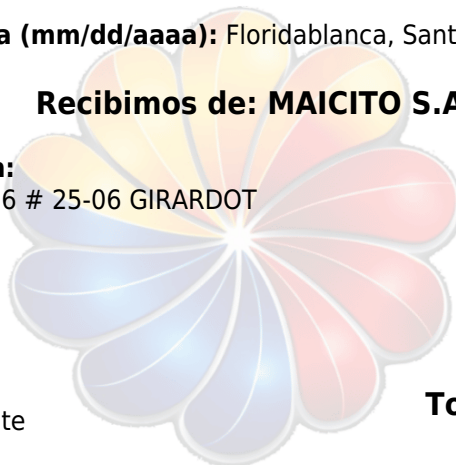 a (mm/dd/aaaa): Floridablanca, Sant
Recibimos de: MAICITO S.A
n:
6 # 25-06 GIRARDOT
To
te